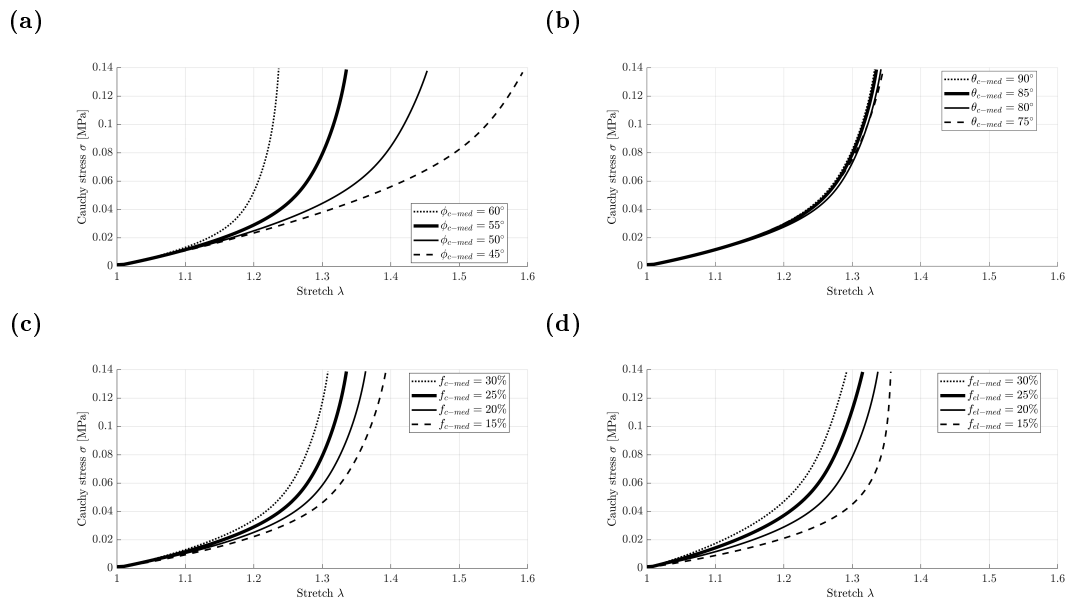 (a)
0.14
0.12
0.1
0.08
0.06
0.04
0.02
0
Cauchy stress σ [MPa]
ϕc−med = 60°
ϕc−med = 55°
ϕc−med = 50°
ϕc−med = 45°
1 1.1 1.2 1.3 1.4 1.5 1.6
Stretch λ
(b)
0.14
0.12
0.1
0.08
0.06
0.04
0.02
0
Cauchy stress σ [MPa]
θc−med = 90°
θc−med = 85°
θc−med = 80°
θc−med = 75°
1 1.1 1.2 1.3 1.4 1.5 1.6
Stretch λ
(c)
0.14
0.12
0.1
0.08
0.06
0.04
0.02
0
Cauchy stress σ [MPa]
fc−med = 30%
fc−med = 25%
fc−med = 20%
fc−med = 15%
1 1.1 1.2 1.3 1.4 1.5 1.6
Stretch λ
(d)
0.14
0.12
0.1
0.08
0.06
0.04
0.02
0
Cauchy stress σ [MPa]
fel−med = 30%
fel−med = 25%
fel−med = 20%
fel−med = 15%
1 1.1 1.2 1.3 1.4 1.5 1.6
Stretch λ